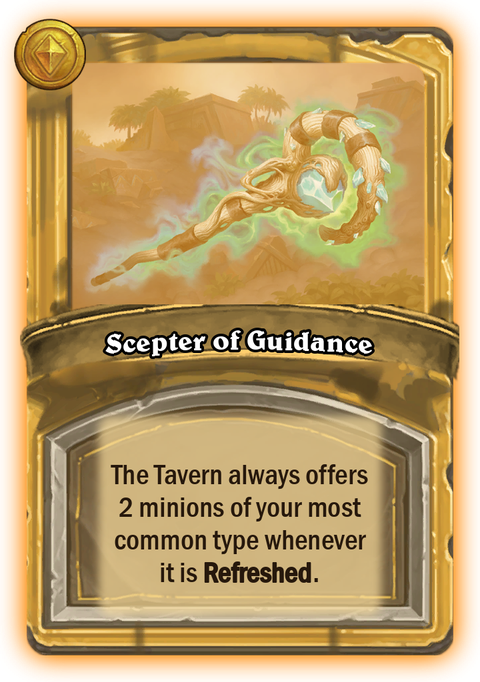 Scepter of Guidance
The Tavern always offers
2 minions of your most
common type whenever
it is Refreshed.